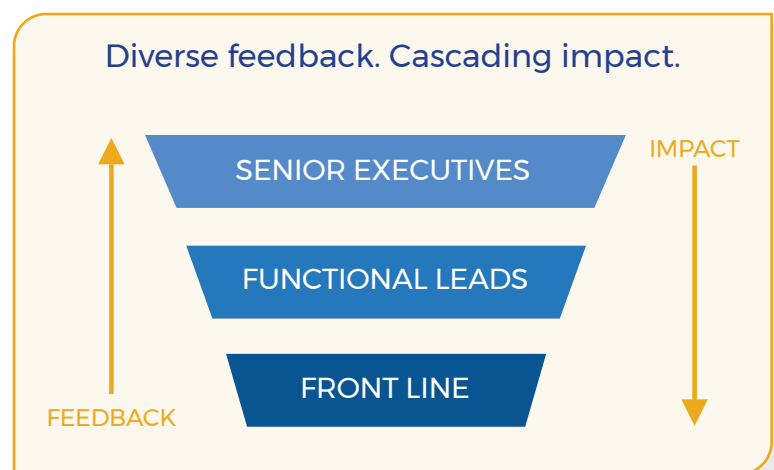 Diverse feedback. Cascading impact.
IMPACT
SENIOR EXECUTIVES
FUNCTIONAL LEADS
FRONT LINE
FEEDBACK